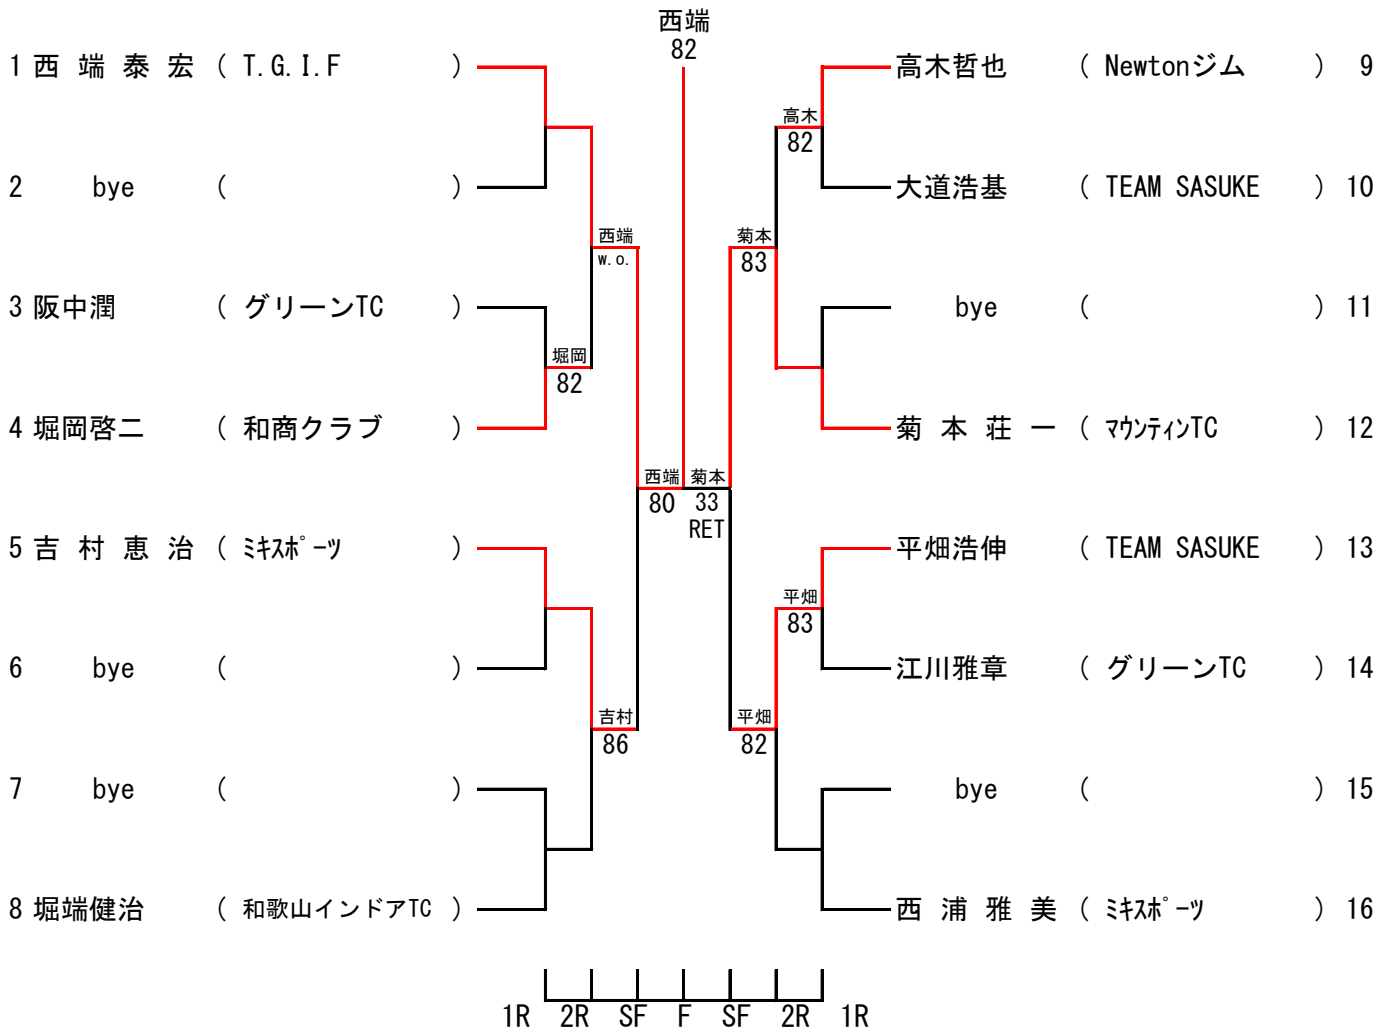 西端
82
1 西 端 泰 宏 ( T.G.I.F )
2 bye ( )
3 阪中潤 ( グリーンTC )
4 堀岡啓二 ( 和商クラブ )
5 吉 村 恵 治 ( ﾐｷｽﾎﾟｰﾂ )
6 bye ( )
7 bye ( )
8 堀端健治 ( 和歌山インドアTC )
西端
w.o.
堀岡
82
西端
80
吉村
86
菊本
33
RET
高木
82
菊本
83
平畑
83
平畑
82
高木哲也 ( Newtonジム ) 9
大道浩基 ( TEAM SASUKE ) 10
bye ( ) 11
菊 本 荘 一 ( ﾏｳﾝﾃｨﾝTC ) 12
平畑浩伸 ( TEAM SASUKE ) 13
江川雅章 ( グリーンTC ) 14
bye ( ) 15
西 浦 雅 美 ( ﾐｷｽﾎﾟｰﾂ ) 16
1R 2R SF F SF 2R 1R